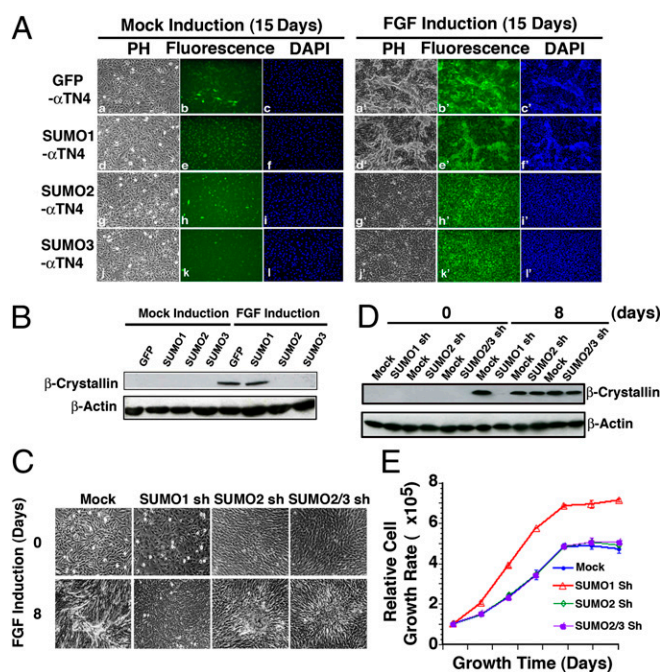 A
Mock Induction (15 Days)
FGF Induction (15 Days)
PH Fluorescence DAPI
PH Fluorescence DAPI
GFP
-αTN4
a b c
a' b' c'
SUMO1
-αTN4
d e f
d' e' f'
SUMO2
-αTN4
g h i
g' h' i'
SUMO3
-αTN4
j k l
j' k' l'
B
Mock Induction FGF Induction
GFP SUMO1 SUMO2 SUMO3 GFP SUMO1 SUMO2 SUMO3
β-Crystallin
β-Actin
D
0 8 (days)
Mock SUMO1 sh Mock SUMO2 sh Mock SUMO2/3 sh Mock SUMO1 sh Mock SUMO2 sh Mock SUMO2/3 sh
β-Crystallin
β-Actin
C
Mock SUMO1 sh SUMO2 sh SUMO2/3 sh
FGF Induction (Days)
0
8
E
Relative Cell
Growth Rate ( x10⁵)
8
6
4
2
0
Mock
SUMO1 Sh
SUMO2 Sh
SUMO2/3 Sh
Growth Time (Days)